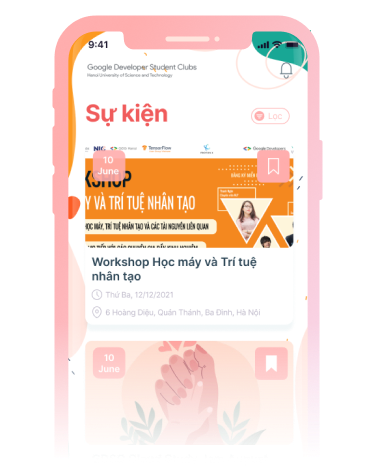 9:41
Google Developer Student Clubs
Hanoi University of Science and Technology
Sự kiện
Lọc
10
June
TensorFlow
Google Developers
KSHOP
Y VÀ TRÍ TUỆ NHÂN TẠO
HỌC MÁY, TRÍ TUỆ NHÂN TẠO VÀ CÁC TÀI NGUYÊN LIÊN QUAN
Workshop Học máy và Trí tuệ
nhân tạo
Thứ Ba, 12/12/2021
6 Hoàng Diệu, Quán Thánh, Ba Đình, Hà Nội
10
June